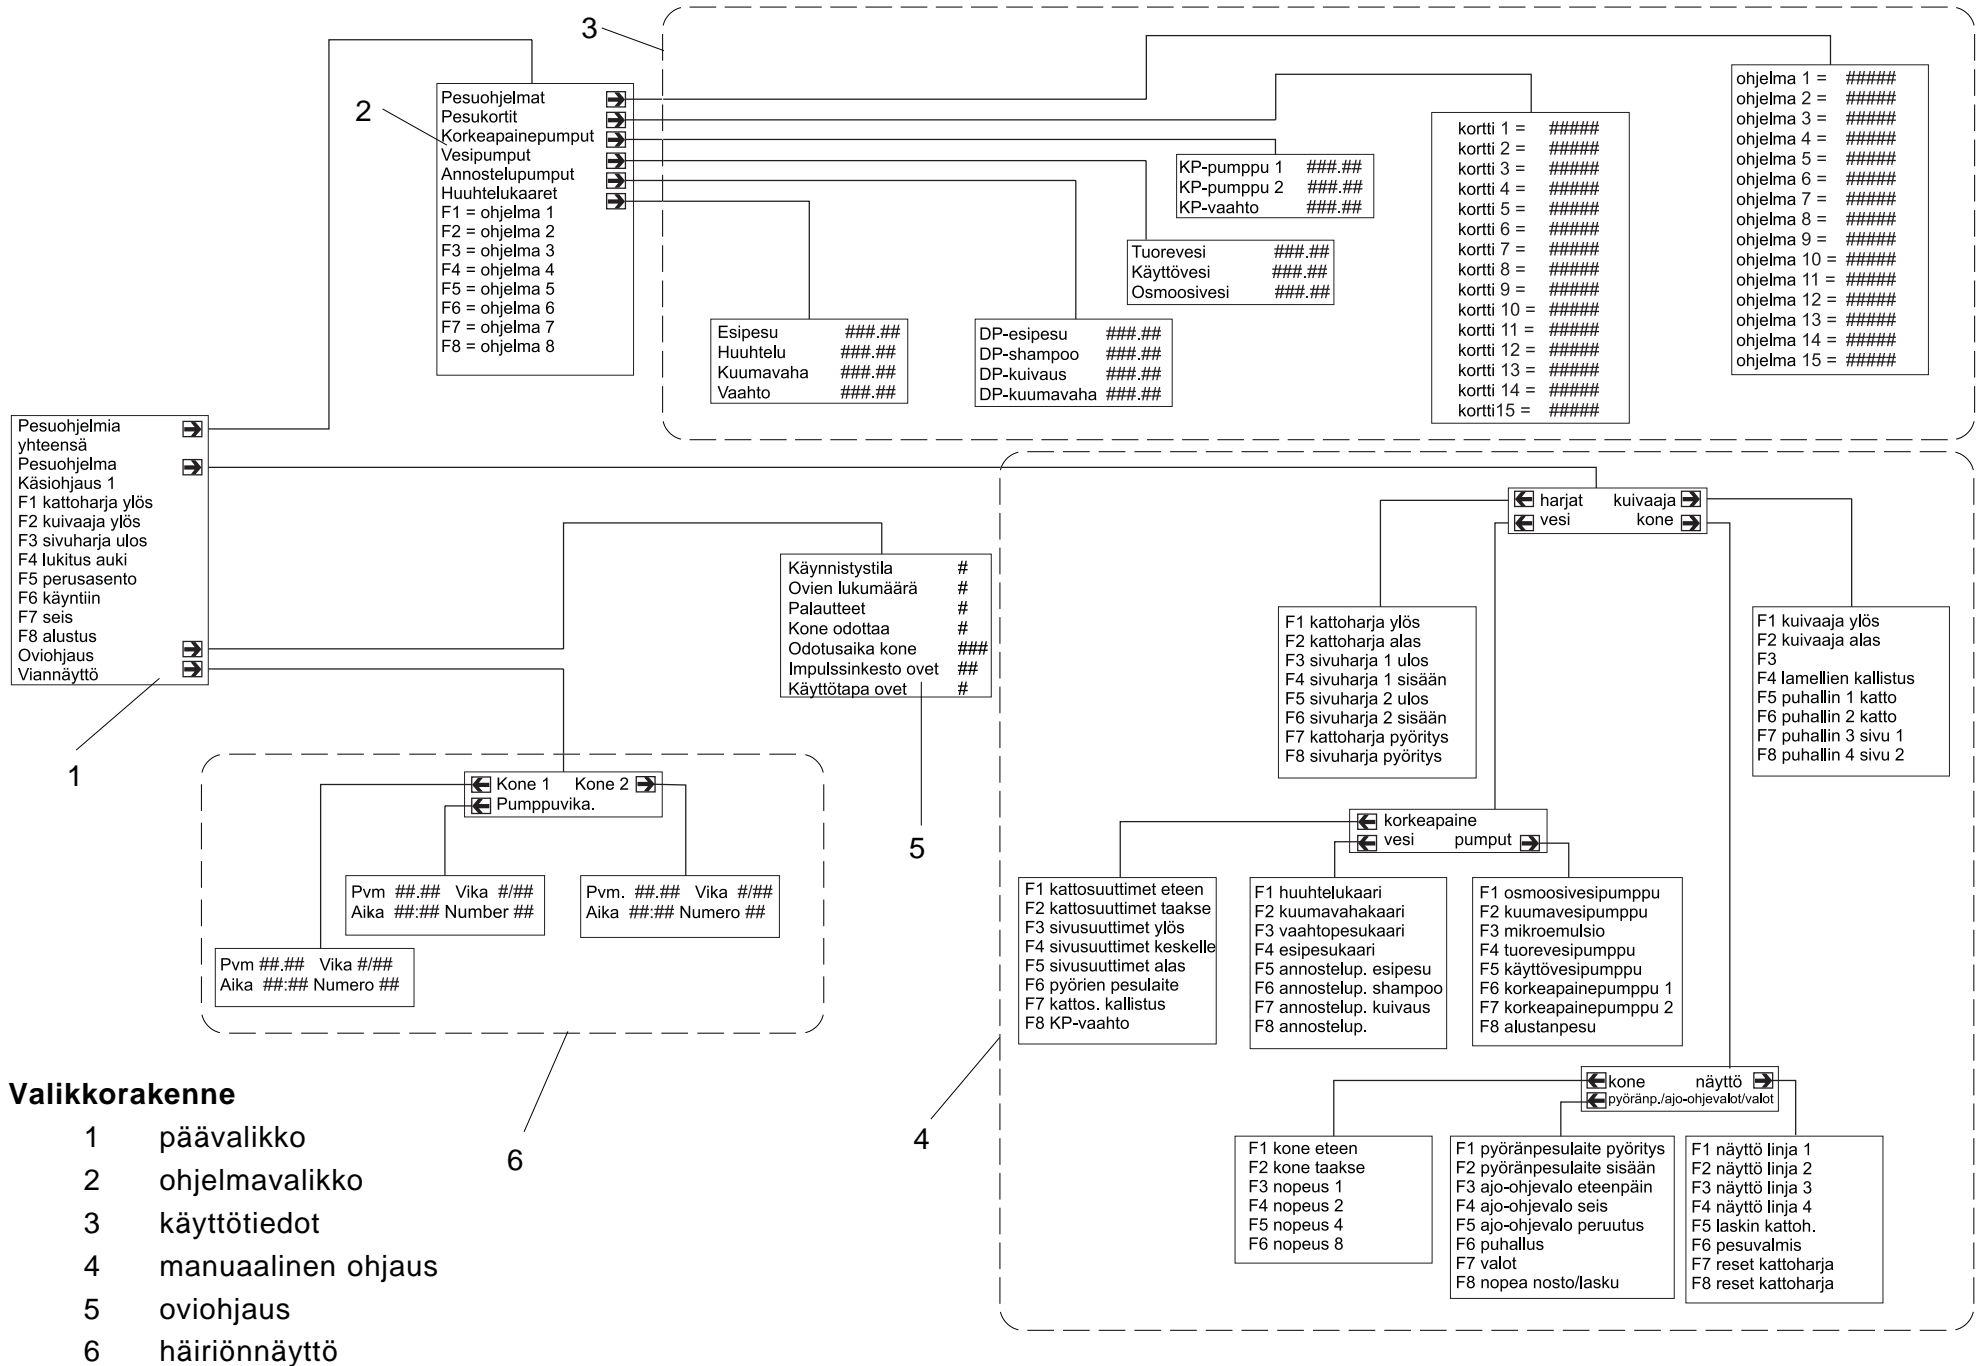 3
2
Pesuohjelmat
Pesukortit
Korkeapainepumput
Vesipumput
Annostelupumput
Huuhtelukaaret
F1 = ohjelma 1
F2 = ohjelma 2
F3 = ohjelma 3
F4 = ohjelma 4
F5 = ohjelma 5
F6 = ohjelma 6
F7 = ohjelma 7
F8 = ohjelma 8
ohjelma 1 = #####
ohjelma 2 = #####
ohjelma 3 = #####
ohjelma 4 = #####
ohjelma 5 = #####
ohjelma 6 = #####
ohjelma 7 = #####
ohjelma 8 = #####
ohjelma 9 = #####
ohjelma 10 = #####
ohjelma 11 = #####
ohjelma 12 = #####
ohjelma 13 = #####
ohjelma 14 = #####
ohjelma 15 = #####
kortti 1 = #####
kortti 2 = #####
kortti 3 = #####
kortti 4 = #####
kortti 5 = #####
kortti 6 = #####
kortti 7 = #####
kortti 8 = #####
kortti 9 = #####
kortti 10 = #####
kortti 11 = #####
kortti 12 = #####
kortti 13 = #####
kortti 14 = #####
kortti15 = #####
KP-pumppu 1 ###.##
KP-pumppu 2 ###.##
KP-vaahto ###.##
Tuorevesi ###.##
Käyttövesi ###.##
Osmoosivesi ###.##
Esipesu ###.##
Huuhtelu ###.##
Kuumavaha ###.##
Vaahto ###.##
DP-esipesu ###.##
DP-shampoo ###.##
DP-kuivaus ###.##
DP-kuumavaha ###.##
Pesuohjelmia
yhteensä
Pesuohjelma
Käsiohjaus 1
F1 kattoharja ylös
F2 kuivaaja ylös
F3 sivuharja ulos
F4 lukitus auki
F5 perusasento
F6 käyntiin
F7 seis
F8 alustus
Oviohjaus
Viannäyttö
1
Käynnistystila #
Ovien lukumäärä #
Palautteet #
Kone odottaa #
Odotusaika kone ###
Impulssinkesto ovet ##
Käyttötapa ovet #
5
harjat kuivaaja
vesi kone
F1 kattoharja ylös
F2 kattoharja alas
F3 sivuharja 1 ulos
F4 sivuharja 1 sisään
F5 sivuharja 2 ulos
F6 sivuharja 2 sisään
F7 kattoharja pyöritys
F8 sivuharja pyöritys
F1 kuivaaja ylös
F2 kuivaaja alas
F3
F4 lamellien kallistus
F5 puhallin 1 katto
F6 puhallin 2 katto
F7 puhallin 3 sivu 1
F8 puhallin 4 sivu 2
Kone 1 Kone 2
Pumppuvika.
Pvm ##.## Vika #/##
Aika ##:## Number ##
Pvm. ##.## Vika #/##
Aika ##:## Numero ##
Pvm ##.## Vika #/##
Aika ##:## Numero ##
6
korkeapaine
vesi pumput
F1 kattosuuttimet eteen
F2 kattosuuttimet taakse
F3 sivusuuttimet ylös
F4 sivusuuttimet keskelle
F5 sivusuuttimet alas
F6 pyörien pesulaite
F7 kattos. kallistus
F8 KP-vaahto
F1 huuhtelukaari
F2 kuumavahakaari
F3 vaahtopesukaari
F4 esipesukaari
F5 annostelup. esipesu
F6 annostelup. shampoo
F7 annostelup. kuivaus
F8 annostelup.
F1 osmoosivesipumppu
F2 kuumavesipumppu
F3 mikroemulsio
F4 tuorevesipumppu
F5 käyttövesipumppu
F6 korkeapainepumppu 1
F7 korkeapainepumppu 2
F8 alustanpesu
4
kone näyttö
pyöränp./ajo-ohjevalot/valot
F1 kone eteen
F2 kone taakse
F3 nopeus 1
F4 nopeus 2
F5 nopeus 4
F6 nopeus 8
F1 pyöränpesulaite pyöritys
F2 pyöränpesulaite sisään
F3 ajo-ohjevalo eteenpäin
F4 ajo-ohjevalo seis
F5 ajo-ohjevalo peruutus
F6 puhallus
F7 valot
F8 nopea nosto/lasku
F1 näyttö linja 1
F2 näyttö linja 2
F3 näyttö linja 3
F4 näyttö linja 4
F5 laskin kattoh.
F6 pesuvalmis
F7 reset kattoharja
F8 reset kattoharja
Valikkorakenne
1 päävalikko
2 ohjelmavalikko
3 käyttötiedot
4 manuaalinen ohjaus
5 oviohjaus
6 häiriönnäyttö